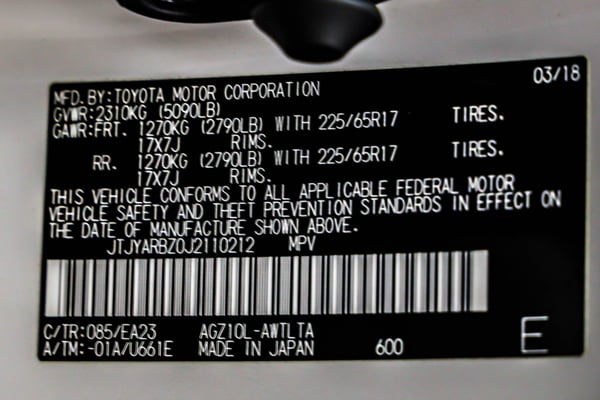 03/18
MFD.BY:TOYOTA MOTOR CORPORATION
GVWR:2310KG (5090LB)
GAWR:FRT. 1270KG (2790LB) WITH 225/65R17 TIRES.
17X7J RIMS.
RR. 1270KG (2790LB) WITH 225/65R17 TIRES.
17X7J RIMS.
THIS VEHICLE CONFORMS TO ALL APPLICABLE FEDERAL MOTOR
VEHICLE SAFETY AND THEFT PREVENTION STANDARDS IN EFFECT ON
THE DATE OF MANUFACTURE SHOWN ABOVE.
JTJYARBZ0J2110212 MPV
C/TR:085/EA23 AGZ10L-AWTLTA
A/TM:-01A/U661E MADE IN JAPAN 600 E